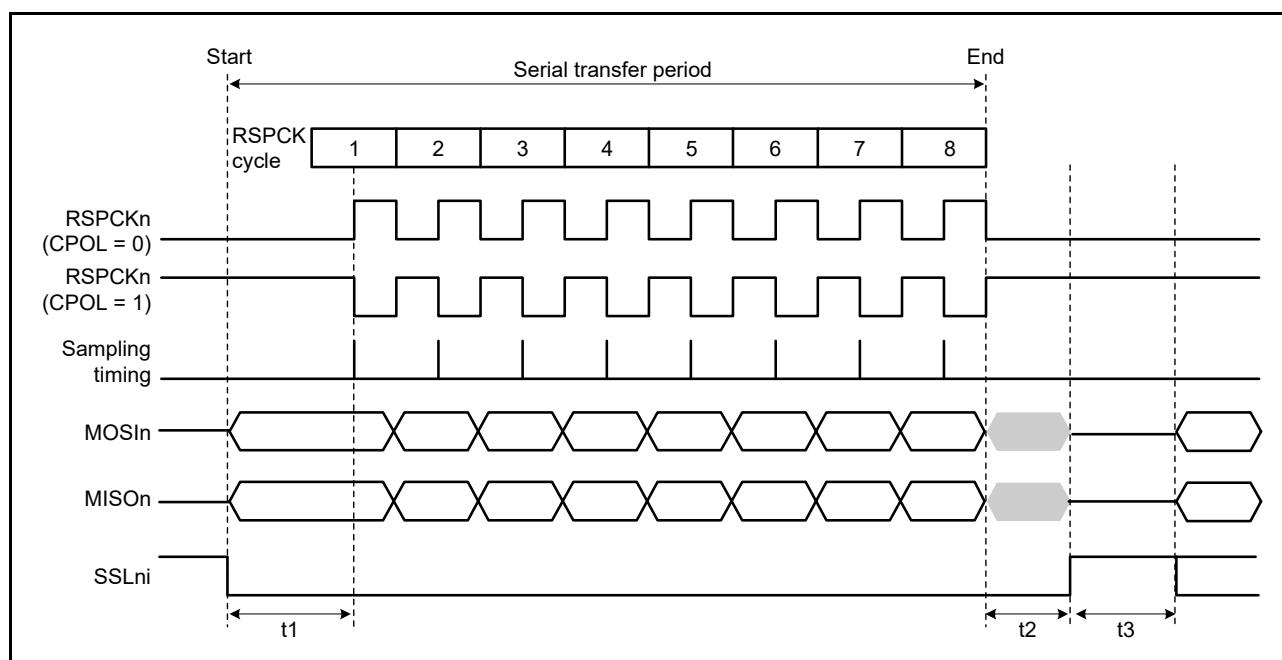 Start
End
Serial transfer period
RSPCK
cycle
1 2 3 4 5 6 7 8
RSPCKn
(CPOL = 0)
RSPCKn
(CPOL = 1)
Sampling
timing
MOSIn
MISOn
SSLni
t1
t2
t3